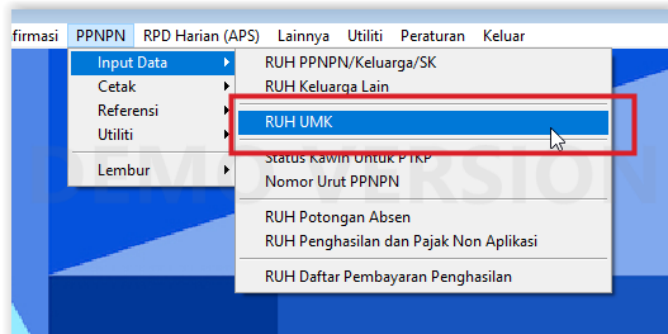 firmasi PPNPN RPD Harian (APS) Lainnya Utiliti Peraturan Keluar
Input Data
Cetak
Referensi
Utiliti
Lembur
RUH PPNPN/Keluarga/SK
RUH Keluarga Lain
RUH UMK
Status Kawin Untuk PTKP
Nomor Urut PPNPN
RUH Potongan Absen
RUH Penghasilan dan Pajak Non Aplikasi
RUH Daftar Pembayaran Penghasilan
DEMO VERSION